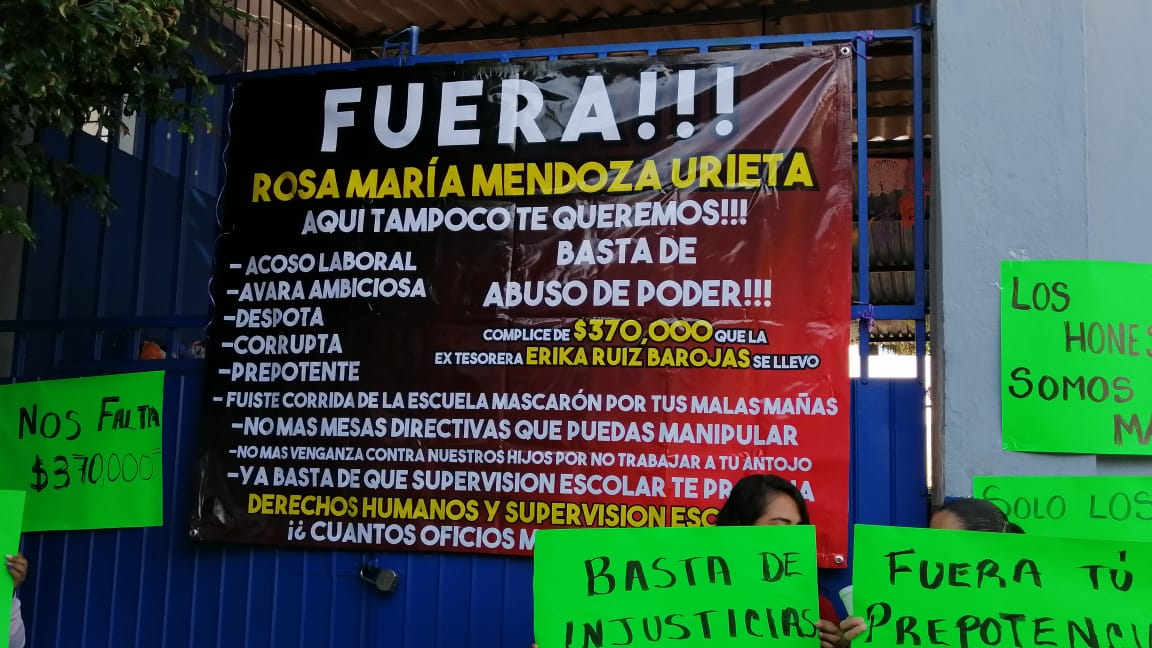 FUERA!!!
ROSA MARÍA MENDOZA URIETA
AQUI TAMPOCO TE QUEREMOS!!!
- ACOSO LABORAL
-AVARA AMBICIOSA
-DESPOTA
-CORRUPTA
-PREPOTENTE
BASTA DE
ABUSO DE PODER!!!
COMPLICE DE $370,000 QUE LA
EX TESORERA ERIKA RUIZ BAROJAS SE LLEVO
- FUISTE CORRIDA DE LA ESCUELA MASCARÓN POR TUS MALAS MAÑAS
-NO MAS MESAS DIRECTIVAS QUE PUEDAS MANIPULAR
-NO MAS VENGANZA CONTRA NUESTROS HIJOS POR NO TRABAJAR A TU ANTOJO
-YA BASTA DE QUE SUPERVISION ESCOLAR TE
DERECHOS HUMANOS Y SUPERVISION
¡¿ CUANTOS OFICIOS
NOS FALTA
$370,000
BASTA DE
INJUSTICIAS
FUERA TÚ
PREPOTENCI
LOS
HONES
SOMOS
MA
SOLO LOS